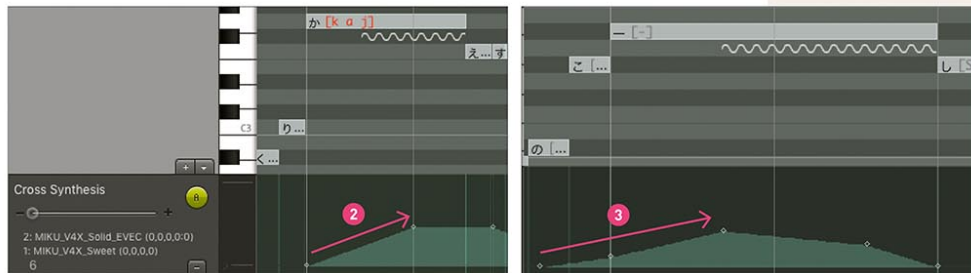 か [k a j]
え... す
C3
り...
く...
+ -
Cross Synthesis
A
- +
2: MIKU_V4X_Solid_EVEC (0,0,0,0:0)
1: MIKU_V4X_Sweet (0,0,0,0)
6
-
2
ー [-]
こ [...
し [S
の [...
3